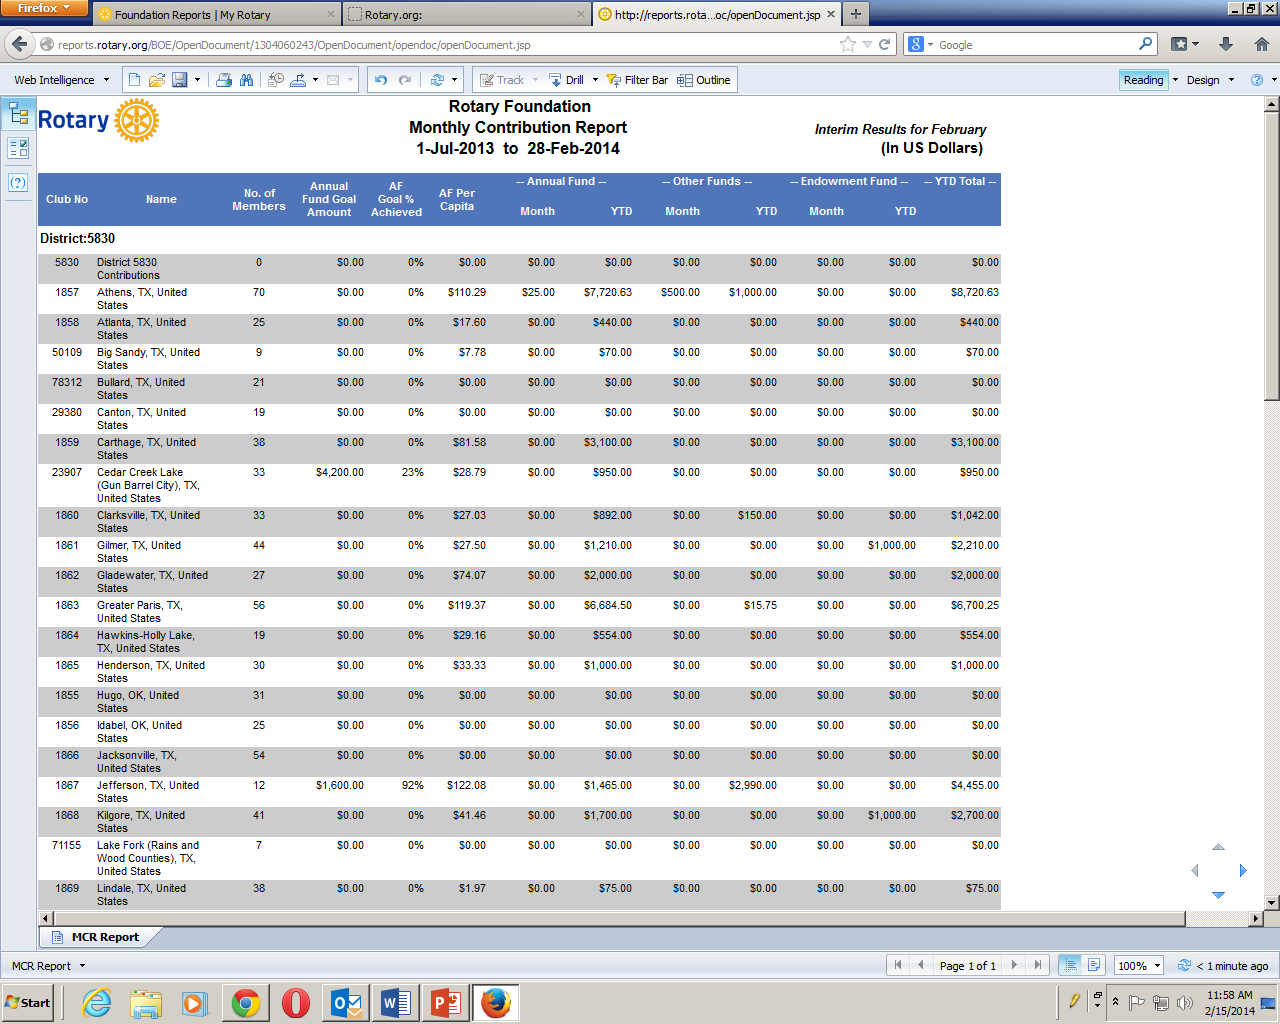 Firefox
Foundation Reports | My Rotary
Rotary.org:
http://reports.rota...oc/openDocument.jsp
reports.rotary.org/BOE/OpenDocument/1304060243/OpenDocument/opendoc/openDocument.jsp
Google
Web Intelligence
Track
Drill
Filter Bar
Outline
Reading
Design
Rotary
Rotary Foundation
Monthly Contribution Report
1-Jul-2013 to 28-Feb-2014
Interim Results for February
(In US Dollars)
Club No Name No. of Members Annual Fund Goal Amount AF Goal % Achieved AF Per Capita -- Annual Fund -- -- Other Funds -- -- Endowment Fund -- -- YTD Total --
Month YTD Month YTD Month YTD
District:5830
5830 District 5830 Contributions 0 $0.00 0% $0.00 $0.00 $0.00 $0.00 $0.00 $0.00 $0.00 $0.00
1857 Athens, TX, United States 70 $0.00 0% $110.29 $25.00 $7,720.63 $500.00 $1,000.00 $0.00 $0.00 $8,720.63
1858 Atlanta, TX, United States 25 $0.00 0% $17.60 $0.00 $440.00 $0.00 $0.00 $0.00 $0.00 $440.00
50109 Big Sandy, TX, United States 9 $0.00 0% $7.78 $0.00 $70.00 $0.00 $0.00 $0.00 $0.00 $70.00
78312 Bullard, TX, United States 21 $0.00 0% $0.00 $0.00 $0.00 $0.00 $0.00 $0.00 $0.00 $0.00
29380 Canton, TX, United States 19 $0.00 0% $0.00 $0.00 $0.00 $0.00 $0.00 $0.00 $0.00 $0.00
1859 Carthage, TX, United States 38 $0.00 0% $81.58 $0.00 $3,100.00 $0.00 $0.00 $0.00 $0.00 $3,100.00
23907 Cedar Creek Lake (Gun Barrel City), TX, United States 33 $4,200.00 23% $28.79 $0.00 $950.00 $0.00 $0.00 $0.00 $0.00 $950.00
1860 Clarksville, TX, United States 33 $0.00 0% $27.03 $0.00 $892.00 $0.00 $150.00 $0.00 $0.00 $1,042.00
1861 Gilmer, TX, United States 44 $0.00 0% $27.50 $0.00 $1,210.00 $0.00 $0.00 $0.00 $1,000.00 $2,210.00
1862 Gladewater, TX, United States 27 $0.00 0% $74.07 $0.00 $2,000.00 $0.00 $0.00 $0.00 $0.00 $2,000.00
1863 Greater Paris, TX, United States 56 $0.00 0% $119.37 $0.00 $6,684.50 $0.00 $15.75 $0.00 $0.00 $6,700.25
1864 Hawkins-Holly Lake, TX, United States 19 $0.00 0% $29.16 $0.00 $554.00 $0.00 $0.00 $0.00 $0.00 $554.00
1865 Henderson, TX, United States 30 $0.00 0% $33.33 $0.00 $1,000.00 $0.00 $0.00 $0.00 $0.00 $1,000.00
1855 Hugo, OK, United States 31 $0.00 0% $0.00 $0.00 $0.00 $0.00 $0.00 $0.00 $0.00 $0.00
1856 Idabel, OK, United States 25 $0.00 0% $0.00 $0.00 $0.00 $0.00 $0.00 $0.00 $0.00 $0.00
1866 Jacksonville, TX, United States 54 $0.00 0% $0.00 $0.00 $0.00 $0.00 $0.00 $0.00 $0.00 $0.00
1867 Jefferson, TX, United States 12 $1,600.00 92% $122.08 $0.00 $1,465.00 $0.00 $2,990.00 $0.00 $0.00 $4,455.00
1868 Kilgore, TX, United States 41 $0.00 0% $41.46 $0.00 $1,700.00 $0.00 $0.00 $0.00 $1,000.00 $2,700.00
71155 Lake Fork (Rains and Wood Counties), TX, United States 7 $0.00 0% $0.00 $0.00 $0.00 $0.00 $0.00 $0.00 $0.00 $0.00
1869 Lindale, TX, United States 38 $0.00 0% $1.97 $0.00 $75.00 $0.00 $0.00 $0.00 $0.00 $75.00
MCR Report
MCR Report
Page 1 of 1
100%
< 1 minute ago
Start
11:58 AM
2/15/2014